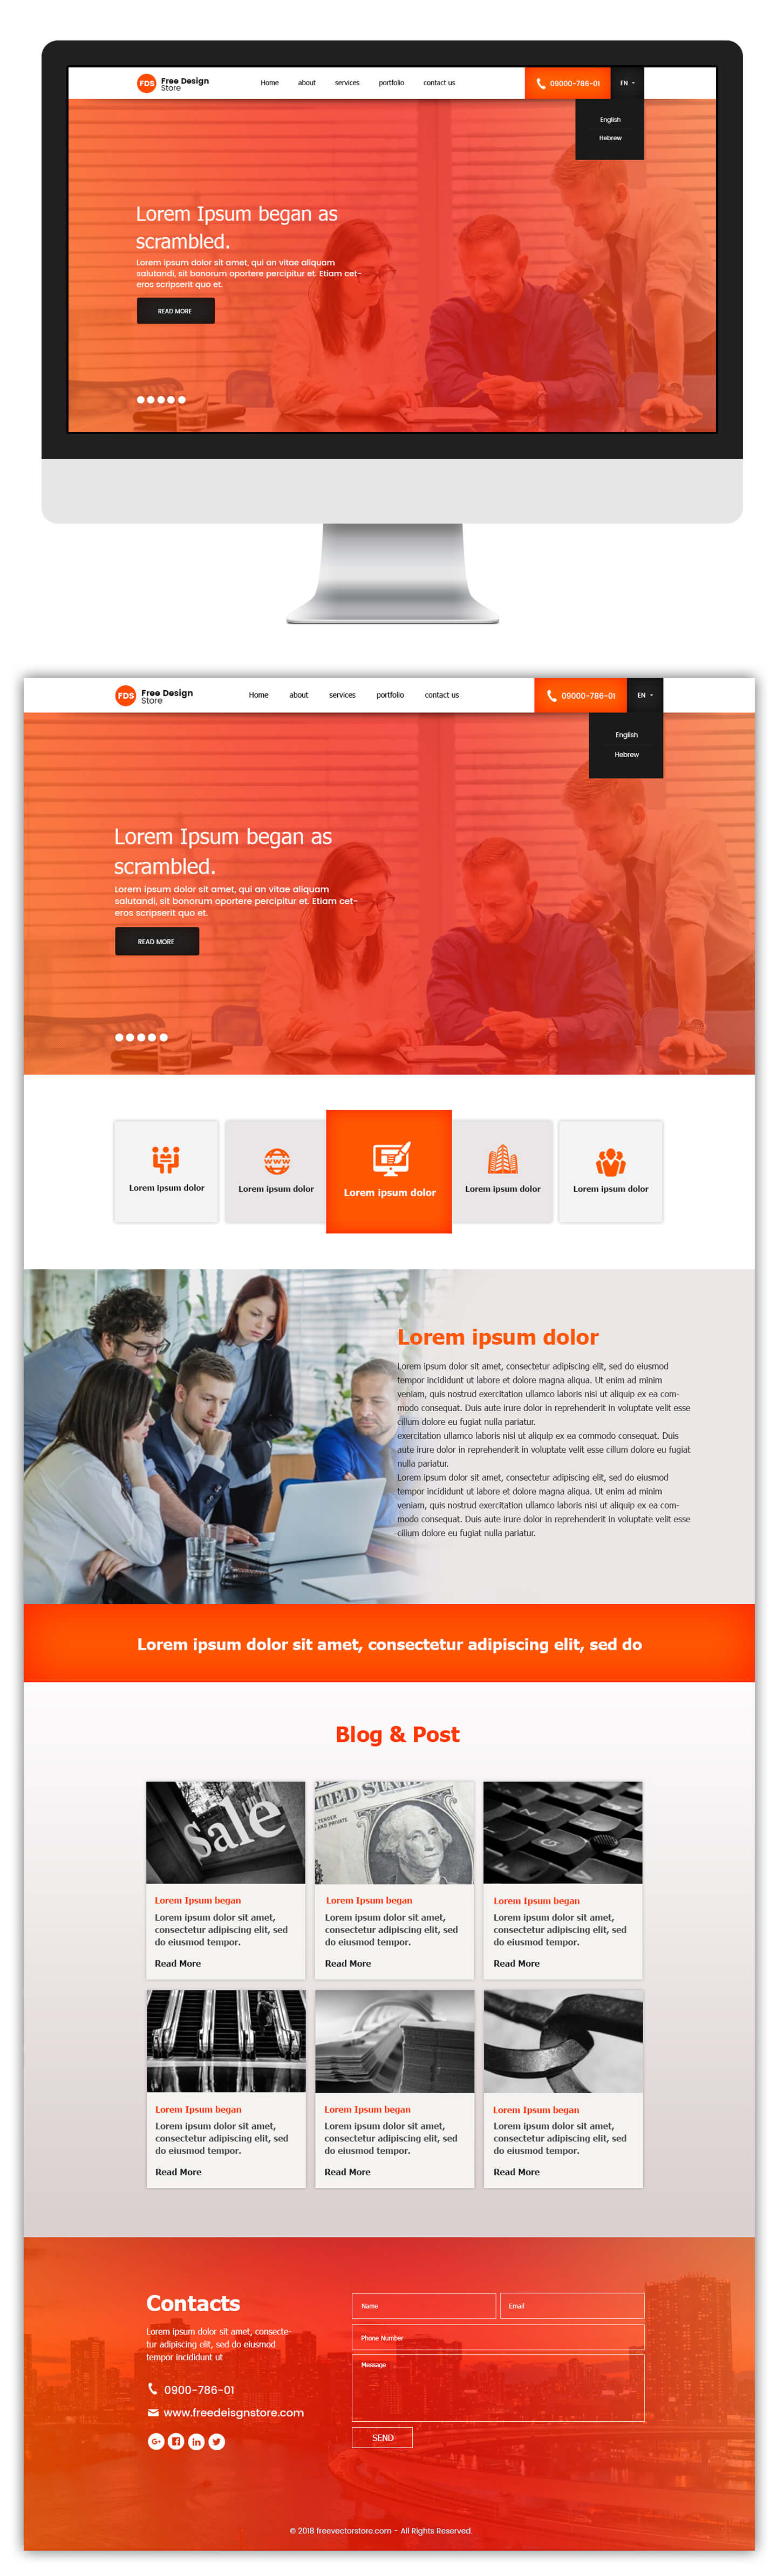 FDS Free Design
Store
Home about services portfolio contact us
09000-786-01
EN
English
Hebrew
Lorem Ipsum began as
scrambled.
Lorem ipsum dolor sit amet, qui an vitae aliquam
salutandi, sit bonorum oportere percipitur et. Etiam cet-
eros scripserit quo et.
READ MORE
FDS Free Design
Store
Home about services portfolio contact us
09000-786-01
EN
English
Hebrew
Lorem Ipsum began as
scrambled.
Lorem ipsum dolor sit amet, qui an vitae aliquam
salutandi, sit bonorum oportere percipitur et. Etiam cet-
eros scripserit quo et.
READ MORE
Lorem ipsum dolor
www
Lorem ipsum dolor
Lorem ipsum dolor
Lorem ipsum dolor
Lorem ipsum dolor
Lorem ipsum dolor
Lorem ipsum dolor sit amet, consectetur adipiscing elit, sed do eiusmod
tempor incididunt ut labore et dolore magna aliqua. Ut enim ad minim
veniam, quis nostrud exercitation ullamco laboris nisi ut aliquip ex ea com-
modo consequat. Duis aute irure dolor in reprehenderit in voluptate velit esse
cillum dolore eu fugiat nulla pariatur.
exercitation ullamco laboris nisi ut aliquip ex ea commodo consequat. Duis
aute irure dolor in reprehenderit in voluptate velit esse cillum dolore eu fugiat
nulla pariatur.
Lorem ipsum dolor sit amet, consectetur adipiscing elit, sed do eiusmod
tempor incididunt ut labore et dolore magna aliqua. Ut enim ad minim
veniam, quis nostrud exercitation ullamco laboris nisi ut aliquip ex ea com-
modo consequat. Duis aute irure dolor in reprehenderit in voluptate velit esse
cillum dolore eu fugiat nulla pariatur.
Lorem ipsum dolor sit amet, consectetur adipiscing elit, sed do
Blog & Post
sale
Lorem Ipsum began
Lorem ipsum dolor sit amet,
consectetur adipiscing elit, sed
do eiusmod tempor.
Read More
TED STA
TENDER
AND PRIVATE
Lorem Ipsum began
Lorem ipsum dolor sit amet,
consectetur adipiscing elit, sed
do eiusmod tempor.
Read More
Lorem Ipsum began
Lorem ipsum dolor sit amet,
consectetur adipiscing elit, sed
do eiusmod tempor.
Read More
Lorem Ipsum began
Lorem ipsum dolor sit amet,
consectetur adipiscing elit, sed
do eiusmod tempor.
Read More
Lorem Ipsum began
Lorem ipsum dolor sit amet,
consectetur adipiscing elit, sed
do eiusmod tempor.
Read More
Lorem Ipsum began
Lorem ipsum dolor sit amet,
consectetur adipiscing elit, sed
do eiusmod tempor.
Read More
Contacts
Lorem ipsum dolor sit amet, consecte-
tur adipiscing elit, sed do eiusmod
tempor incididunt ut
0900-786-01
www.freedeisgnstore.com
Name
Email
Phone Number
Message
SEND
© 2018 freevectorstore.com - All Rights Reserved.